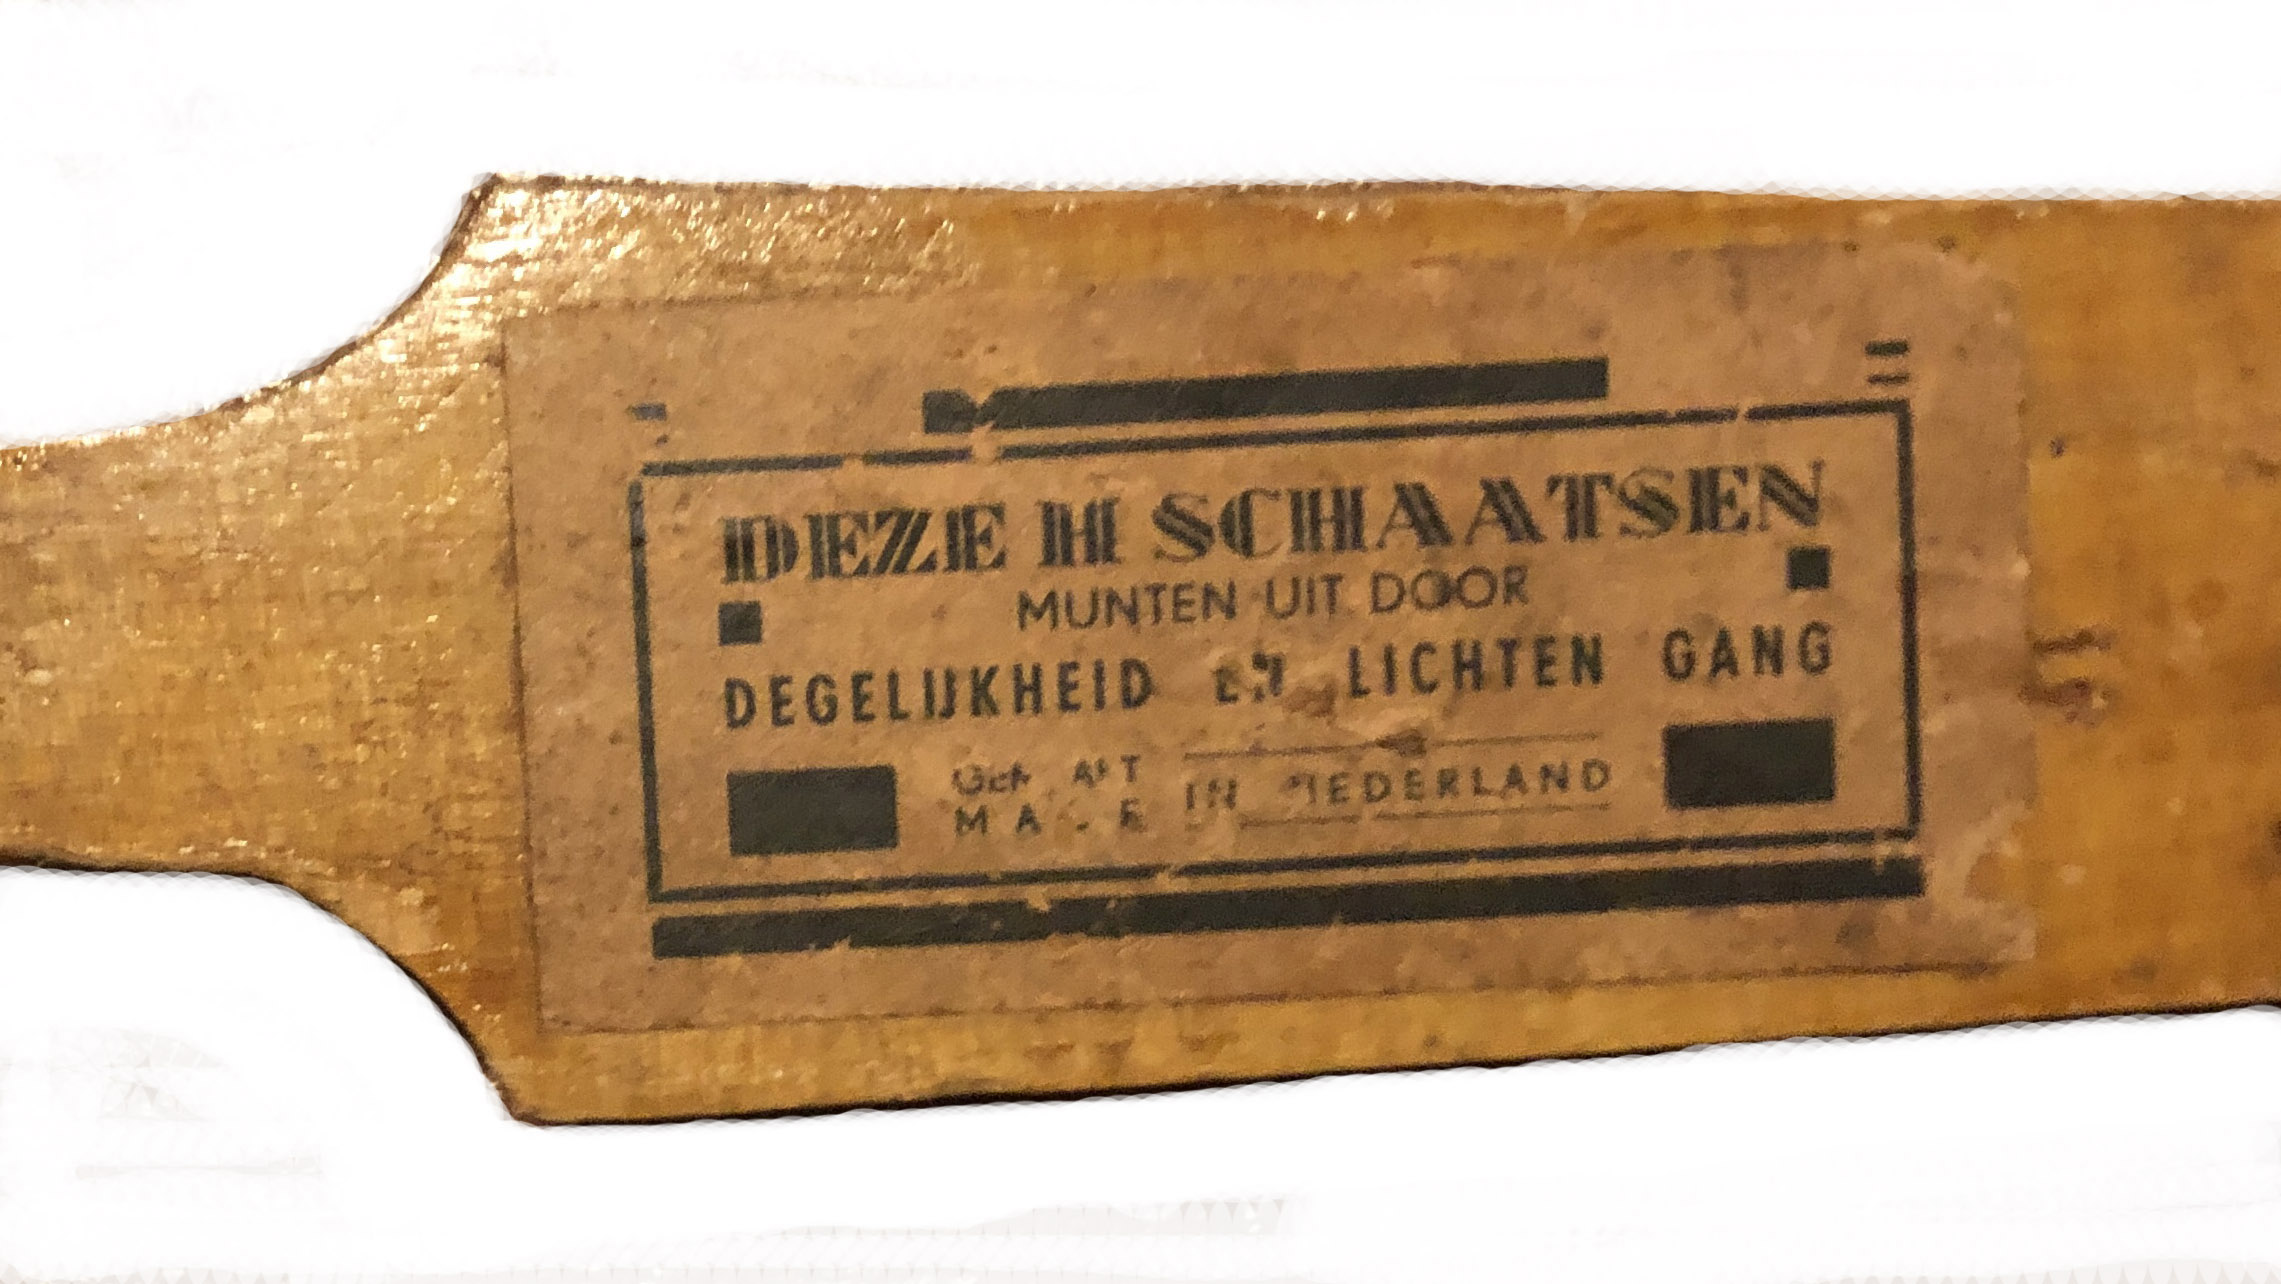 DEZE H SCHAATSEN
MUNTEN UIT DOOR
DEGELIJKHEID EN LICHTEN GANG
IN NEDERLAND